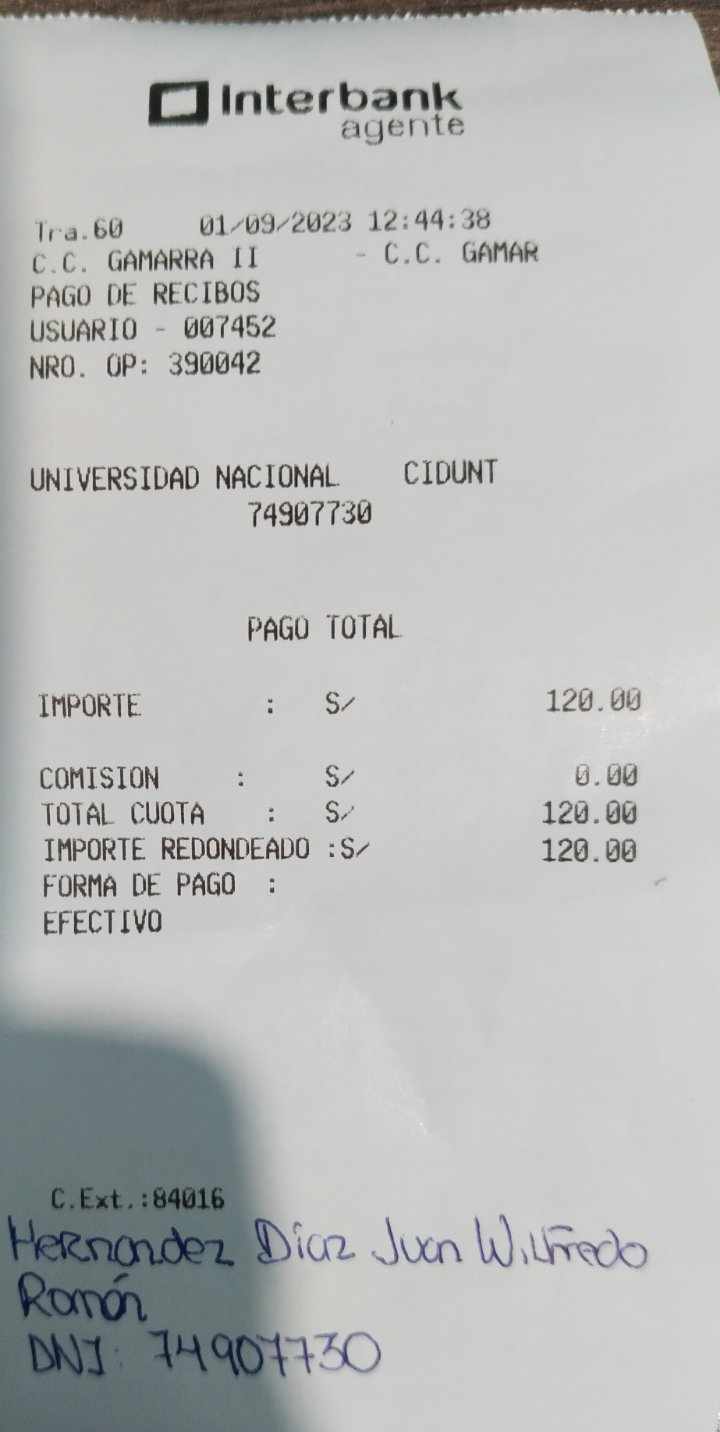 Interbank
agente
Tra.60 01/09/2023 12:44:38
C.C. GAMARRA II - C.C. GAMAR
PAGO DE RECIBOS
USUARIO - 007452
NRO. OP: 390042
UNIVERSIDAD NACIONAL CIDUNT
74907730
PAGO TOTAL
IMPORTE : S/ 120.00
COMISION : S/ 0.00
TOTAL CUOTA : S/ 120.00
IMPORTE REDONDEADO :S/ 120.00
FORMA DE PAGO :
EFECTIVO
C.Ext.:84016
Hernandez Díaz Juan Wilfredo
Ramón
DNI: 74907730